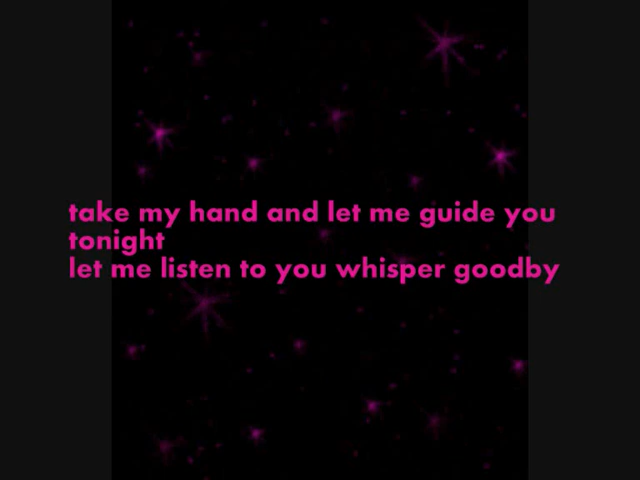 take my hand and let me guide you
tonight
let me listen to you whisper goodby